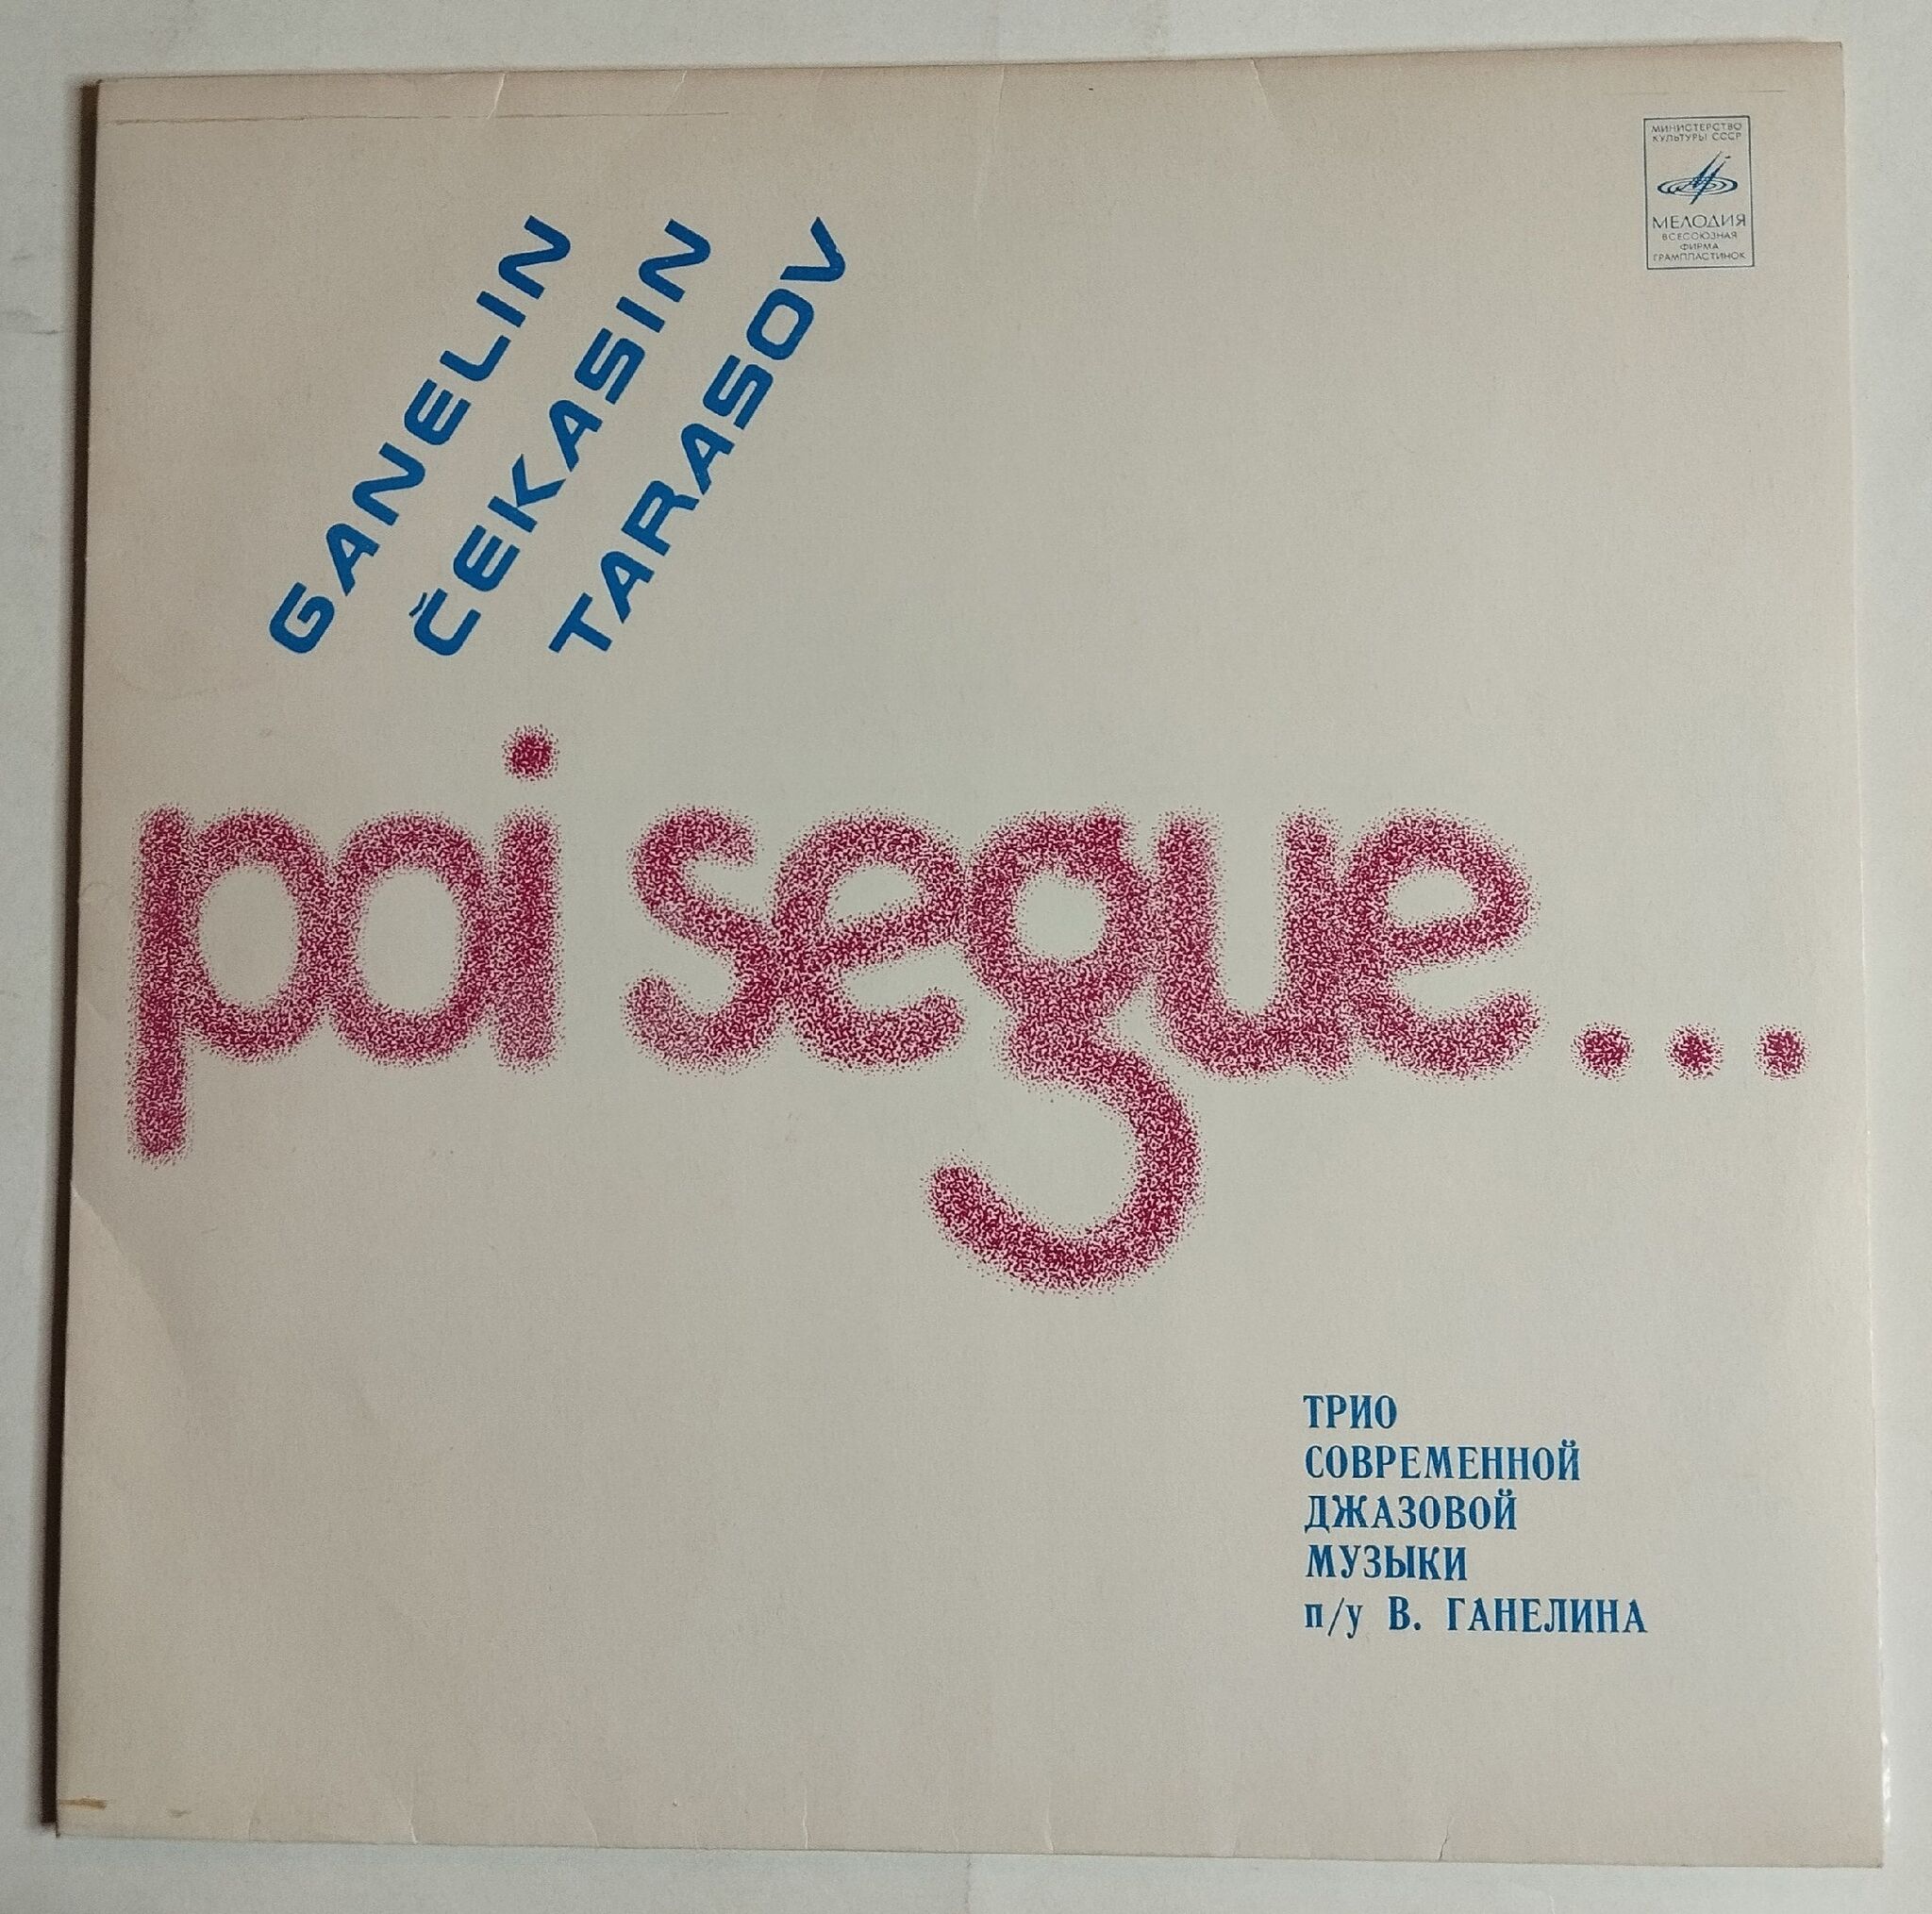 GANELIN
ČEKASIN
TARASOV
МИНИСТЕРСТВО
КУЛЬТУРЫ СССР
МЕЛОДИЯ
ВСЕСОЮЗНАЯ
ФИРМА
ГРАМПЛАСТИНОК
poi segue...
ТРИО
СОВРЕМЕННОЙ
ДЖАЗОВОЙ
МУЗЫКИ
п/у В. ГАНЕЛИНА